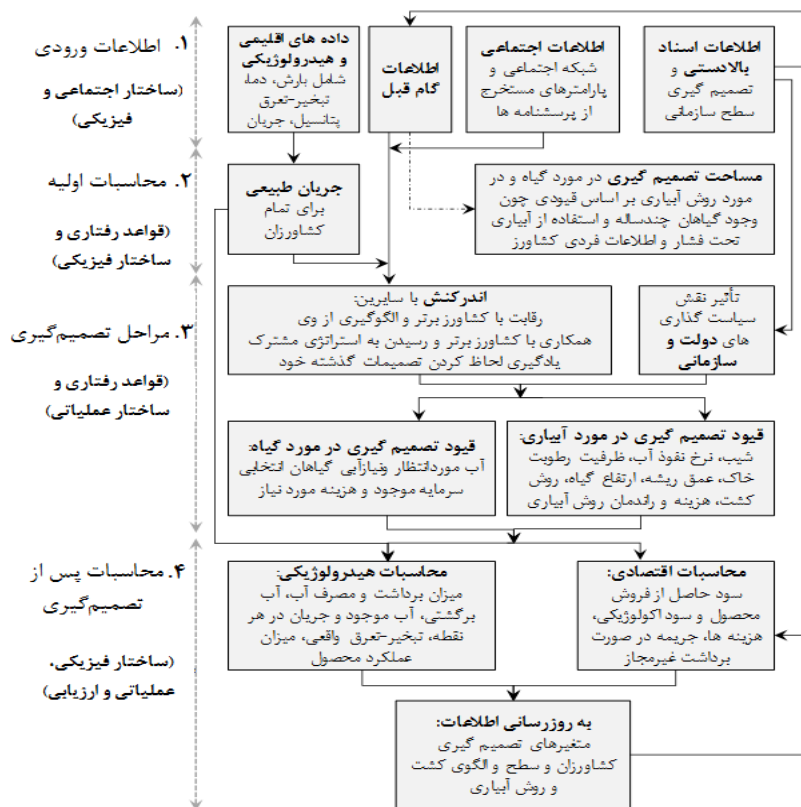 ۱. اطلاعات ورودی
(ساختار اجتماعی و
فیزیکی)
اطلاعات اسناد
بالادستی و
تصمیم گیری
سطح سازمانی
اطلاعات اجتماعی
شبکه اجتماعی و
پارامترهای مستخرج
از پرسشنامه ها
اطلاعات
گام قبل
داده های اقلیمی
و هیدرولوژیکی
شامل بارش، دما،
تبخیر-تعرق
پتانسیل، جریان
۲. محاسبات اولیه
(قواعد رفتاری و
ساختار فیزیکی)
مساحت تصمیم گیری در مورد گیاه و در
مورد روش آبیاری بر اساس قیودی چون
وجود گیاهان چندساله و استفاده از آبیاری
تحت فشار و اطلاعات فردی کشاورز
جریان طبیعی
برای تمام
کشاورزان
۳. مراحل تصمیم‌گیری
(قواعد رفتاری و
ساختار عملیاتی)
تأثیر نقش
سیاست گذاری
های دولت و
سازمانی
اندرکنش با سایرین:
رقابت با کشاورز برتر و الگوگیری از وی
همکاری با کشاورز برتر و رسیدن به استراتژی مشترک
یادگیری لحاظ کردن تصمیمات گذشته خود
قیود تصمیم گیری در مورد آبیاری:
شیب، نرخ نفوذ آب، ظرفیت رطوبت
خاک، عمق ریشه، ارتفاع گیاه، روش
کشت، هزینه و راندمان روش آبیاری
قیود تصمیم گیری در مورد گیاه:
آب موردانتظار ونیازآبی گیاهان انتخابی
سرمایه موجود و هزینه مورد نیاز
۴. محاسبات پس از
تصمیم‌گیری
(ساختار فیزیکی،
عملیاتی و ارزیابی)
محاسبات اقتصادی:
سود حاصل از فروش
محصول و سود اکولوژیکی،
هزینه ها، جریمه در صورت
برداشت غیرمجاز
محاسبات هیدرولوژیکی:
میزان برداشت و مصرف آب، آب
برگشتی، آب موجود و جریان در هر
نقطه، تبخیر-تعرق واقعی، میزان
عملکرد محصول
به روزرسانی اطلاعات:
متغیرهای تصمیم گیری
کشاورزان و سطح و الگوی کشت
و روش آبیاری